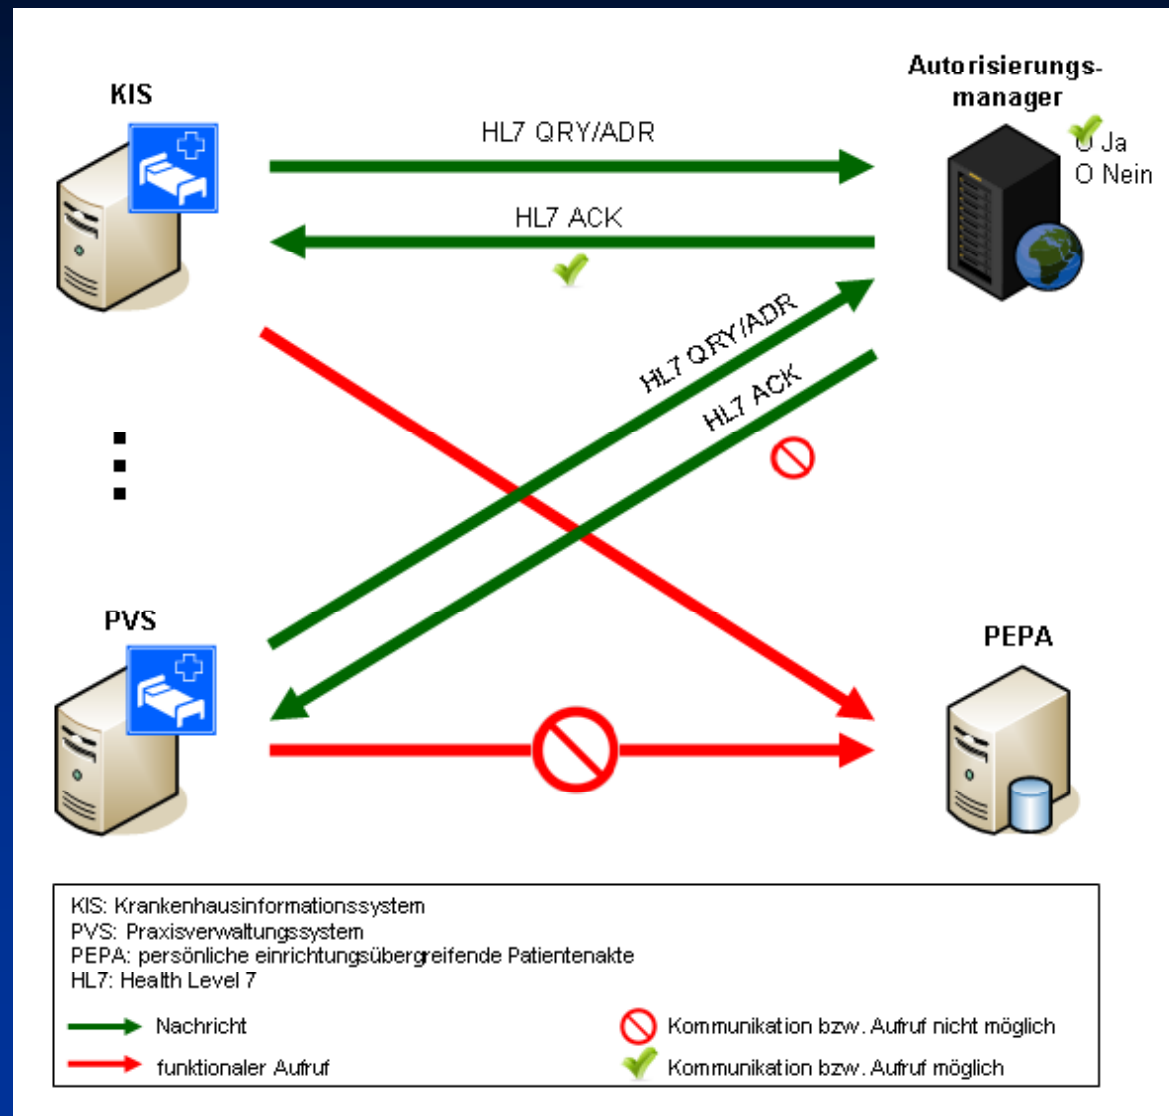 Autorisierungs-
manager
KIS
HL7 QRY/ADR
O Ja
O Nein
HL7 ACK
HL7 QRY/ADR
HL7 ACK
PVS
PEPA
KIS: Krankenhausinformationssystem
PVS: Praxisverwaltungssystem
PEPA: persönliche einrichtungsübergreifende Patientenakte
HL7: Health Level 7
Nachricht
Kommunikation bzw. Aufruf nicht möglich
funktionaler Aufruf
Kommunikation bzw. Aufruf möglich